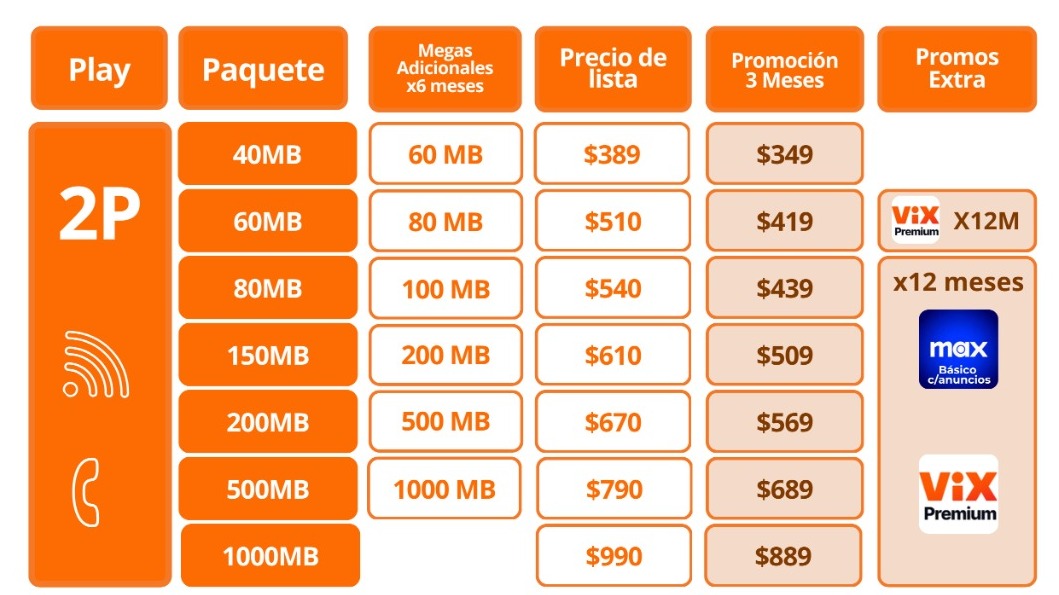 Play
Paquete
Megas
Adicionales
x6 meses
Precio de
lista
Promoción
3 Meses
Promos
Extra
2P
40MB
60 MB
$389
$349
60MB
80 MB
$510
$419
ViX
Premium
X12M
80MB
100 MB
$540
$439
x12 meses
max
Básico
c/anuncios
150MB
200 MB
$610
$509
200MB
500 MB
$670
$569
500MB
1000 MB
$790
$689
ViX
Premium
1000MB
$990
$889